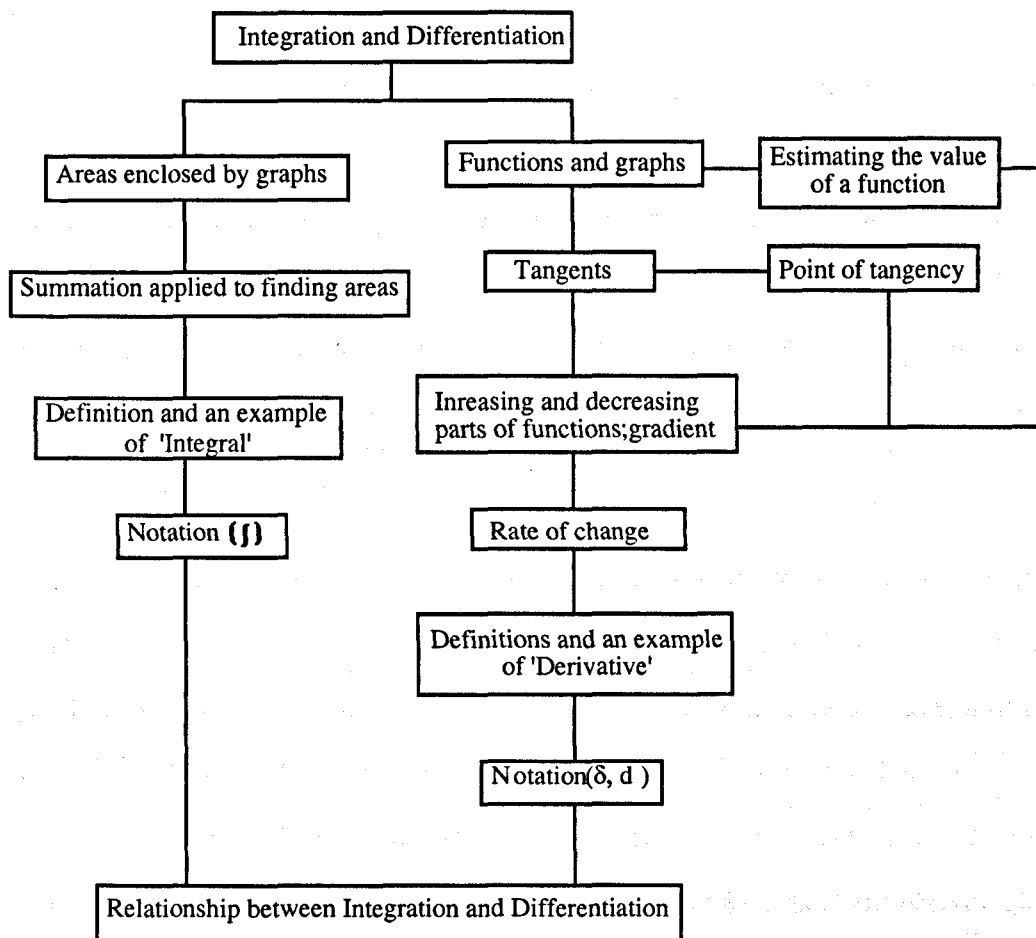 Integration and Differentiation
Areas enclosed by graphs
Functions and graphs
Estimating the value
of a function
Summation applied to finding areas
Tangents
Point of tangency
Definition and an example
of 'Integral'
Inreasing and decreasing
parts of functions;gradient
Notation (∫)
Rate of change
Definitions and an example
of 'Derivative'
Notation(δ, d )
Relationship between Integration and Differentiation